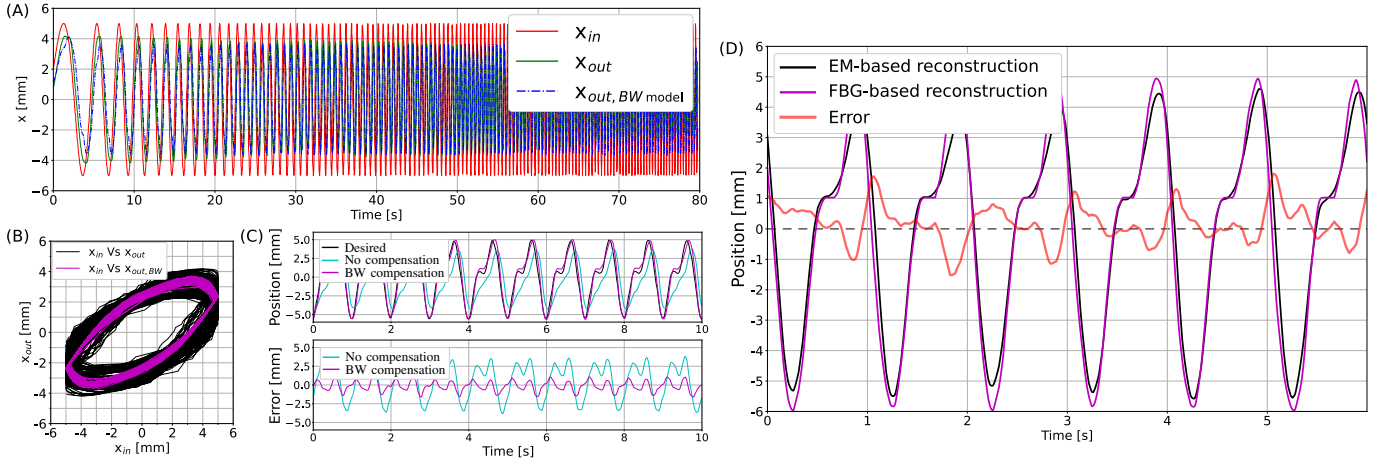 (A)
x [mm]
6
4
2
0
−2
−4
−6
x_in
x_out
x_out, BW model
0 10 20 30 40 50 60 70 80
Time [s]
(B)
x_out [mm]
6
4
2
0
-2
-4
-6
x_in Vs x_out
x_in Vs x_out,BW
-6 -4 -2 0 2 4 6
x_in [mm]
(C)
Position [mm]
5.0
2.5
0.0
−2.5
−5.0
Desired
No compensation
BW compensation
0 2 4 6 8 10
Error [mm]
5.0
2.5
0.0
−2.5
−5.0
No compensation
BW compensation
0 2 4 6 8 10
Time [s]
(D)
Position [mm]
6
5
4
3
2
1
0
-1
-2
-3
-4
-5
-6
EM-based reconstruction
FBG-based reconstruction
Error
0 1 2 3 4 5
Time [s]